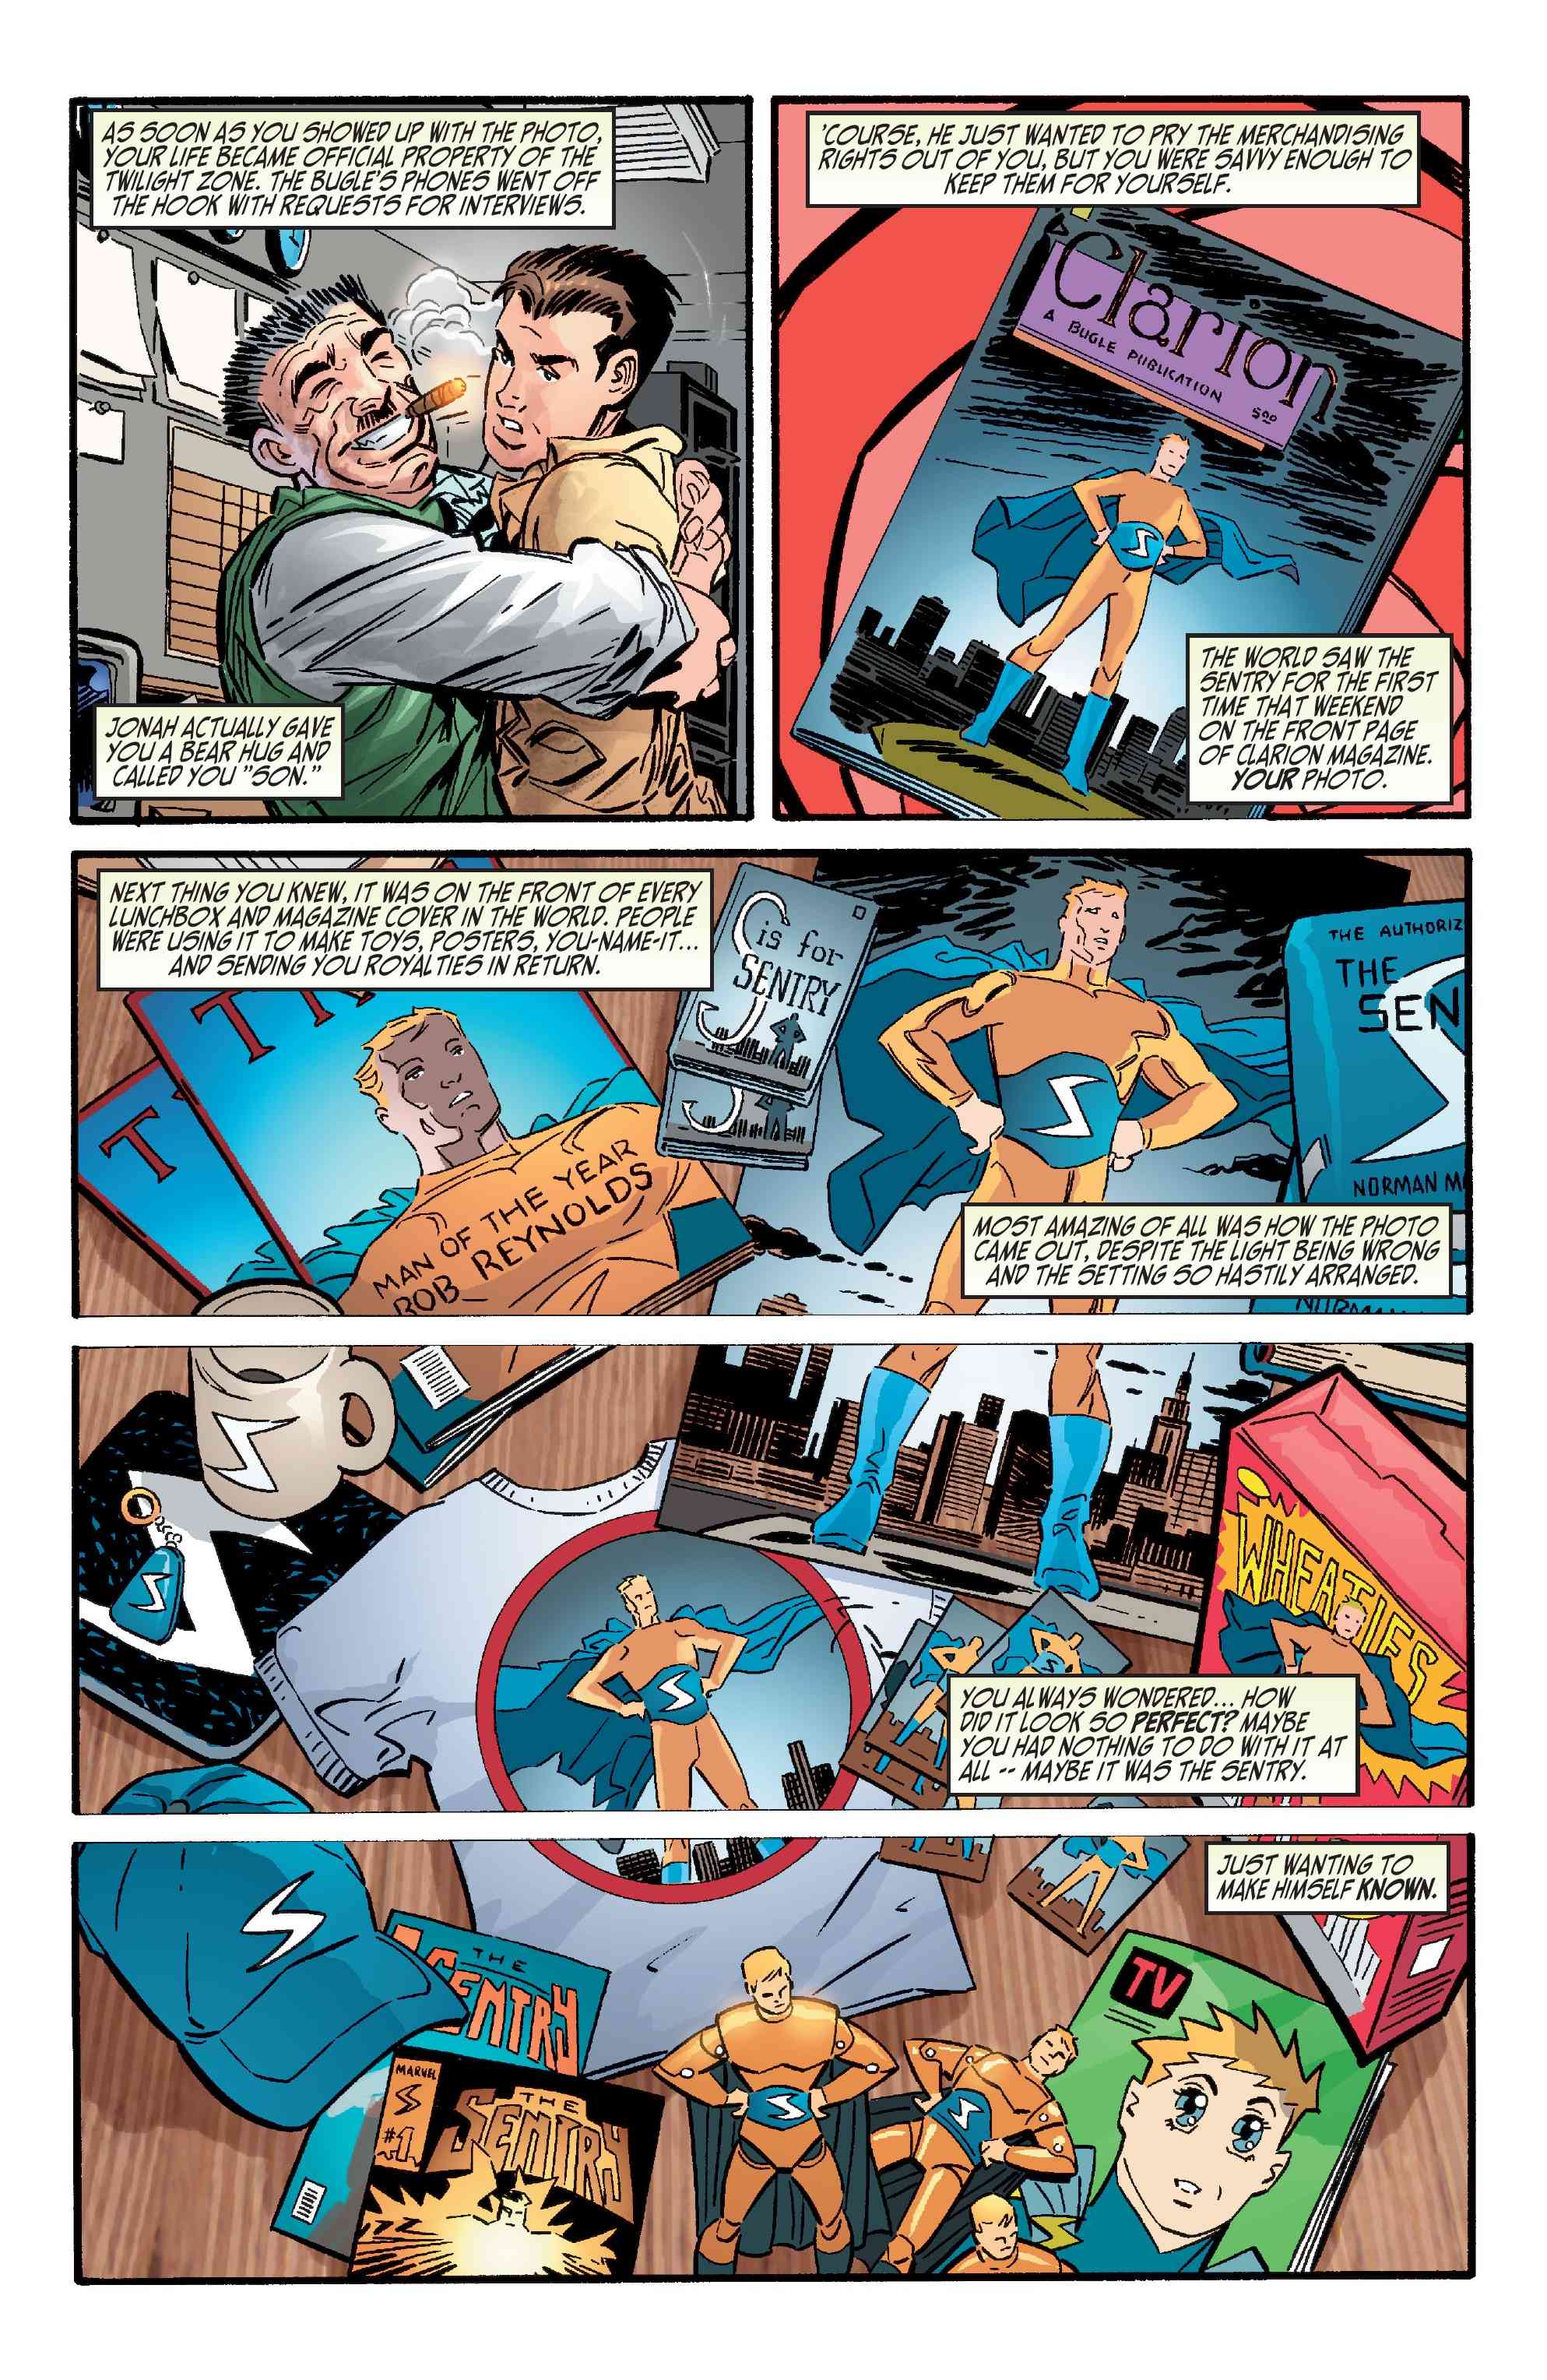 AS SOON AS YOU SHOWED UP WITH THE PHOTO,
YOUR LIFE BECAME OFFICIAL PROPERTY OF THE
TWILIGHT ZONE. THE BUGLE'S PHONES WENT OFF
THE HOOK WITH REQUESTS FOR INTERVIEWS.
JONAH ACTUALLY GAVE
YOU A BEAR HUG AND
CALLED YOU "SON."
'COURSE, HE JUST WANTED TO PRY THE MERCHANDISING
RIGHTS OUT OF YOU, BUT YOU WERE SAVVY ENOUGH TO
KEEP THEM FOR YOURSELF.
Clarion
A BUGLE PUBLICATION 5.00
THE WORLD SAW THE
SENTRY FOR THE FIRST
TIME THAT WEEKEND
ON THE FRONT PAGE
OF CLARION MAGAZINE.
YOUR PHOTO.
NEXT THING YOU KNEW, IT WAS ON THE FRONT OF EVERY
LUNCHBOX AND MAGAZINE COVER IN THE WORLD. PEOPLE
WERE USING IT TO MAKE TOYS, POSTERS, YOU-NAME-IT...
AND SENDING YOU ROYALTIES IN RETURN.
T
MAN OF THE YEAR
ROB REYNOLDS
S is for
SENTRY
S
THE AUTHORIZ
THE
SEN
NORMAN M
NORMAN
MOST AMAZING OF ALL WAS HOW THE PHOTO
CAME OUT, DESPITE THE LIGHT BEING WRONG
AND THE SETTING SO HASTILY ARRANGED.
WHEATIES
YOU ALWAYS WONDERED... HOW
DID IT LOOK SO PERFECT? MAYBE
YOU HAD NOTHING TO DO WITH IT AT
ALL -- MAYBE IT WAS THE SENTRY.
JUST WANTING TO
MAKE HIMSELF KNOWN.
THE
SENTRY
MARVEL
S
#1
THE
SENTRY
TV